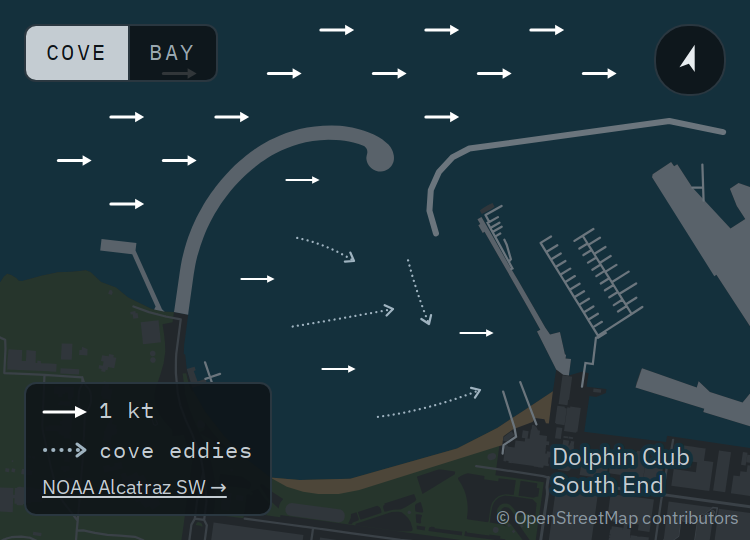 COVE BAY
1 kt
cove eddies
NOAA Alcatraz SW →
Dolphin Club
South End
© OpenStreetMap contributors